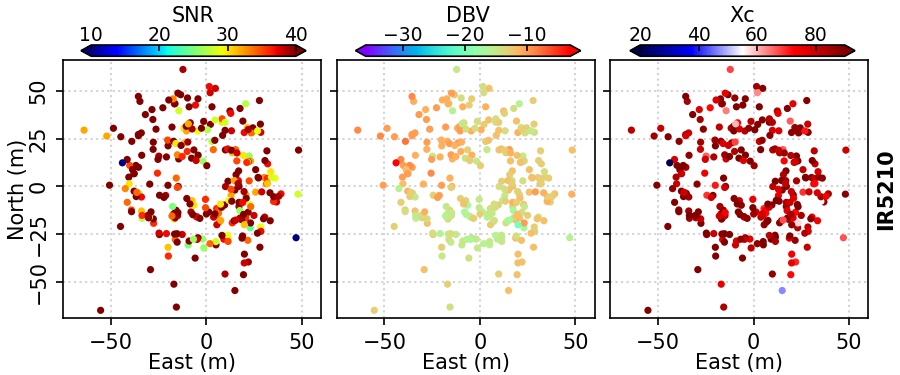 SNR DBV Xc
10 20 30 40 −30 −20 −10 20 40 60 80
North (m)
50
25
0
−25
−50
−50 0 50 −50 0 50 −50 0 50
East (m) East (m) East (m)
IR5210